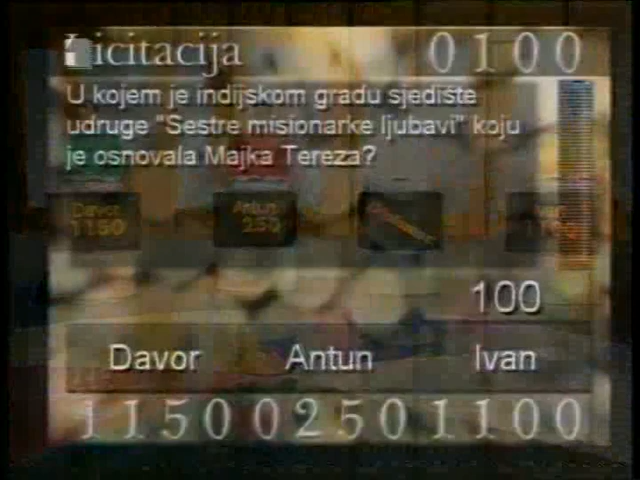 Licitacija 0100
U kojem je indijskom gradu sjedište
udruge "Sestre misionarke ljubavi" koju
je osnovala Majka Tereza?
Davor Antun
1150 250
100
Davor Antun Ivan
1150 0250 1100